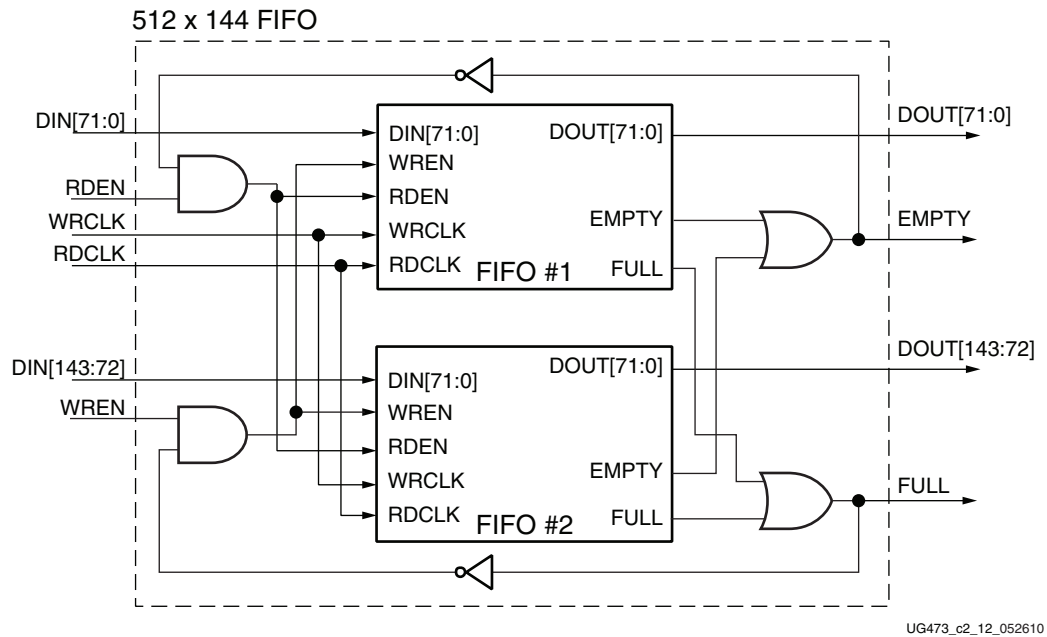 512 x 144 FIFO
DIN[71:0]
RDEN
WRCLK
RDCLK
DIN[71:0]
WREN
RDEN
WRCLK
RDCLK
DOUT[71:0]
EMPTY
FULL
FIFO #1
DOUT[71:0]
EMPTY
DIN[143:72]
WREN
DIN[71:0]
WREN
RDEN
WRCLK
RDCLK
DOUT[71:0]
EMPTY
FULL
FIFO #2
DOUT[143:72]
FULL
UG473_c2_12_052610